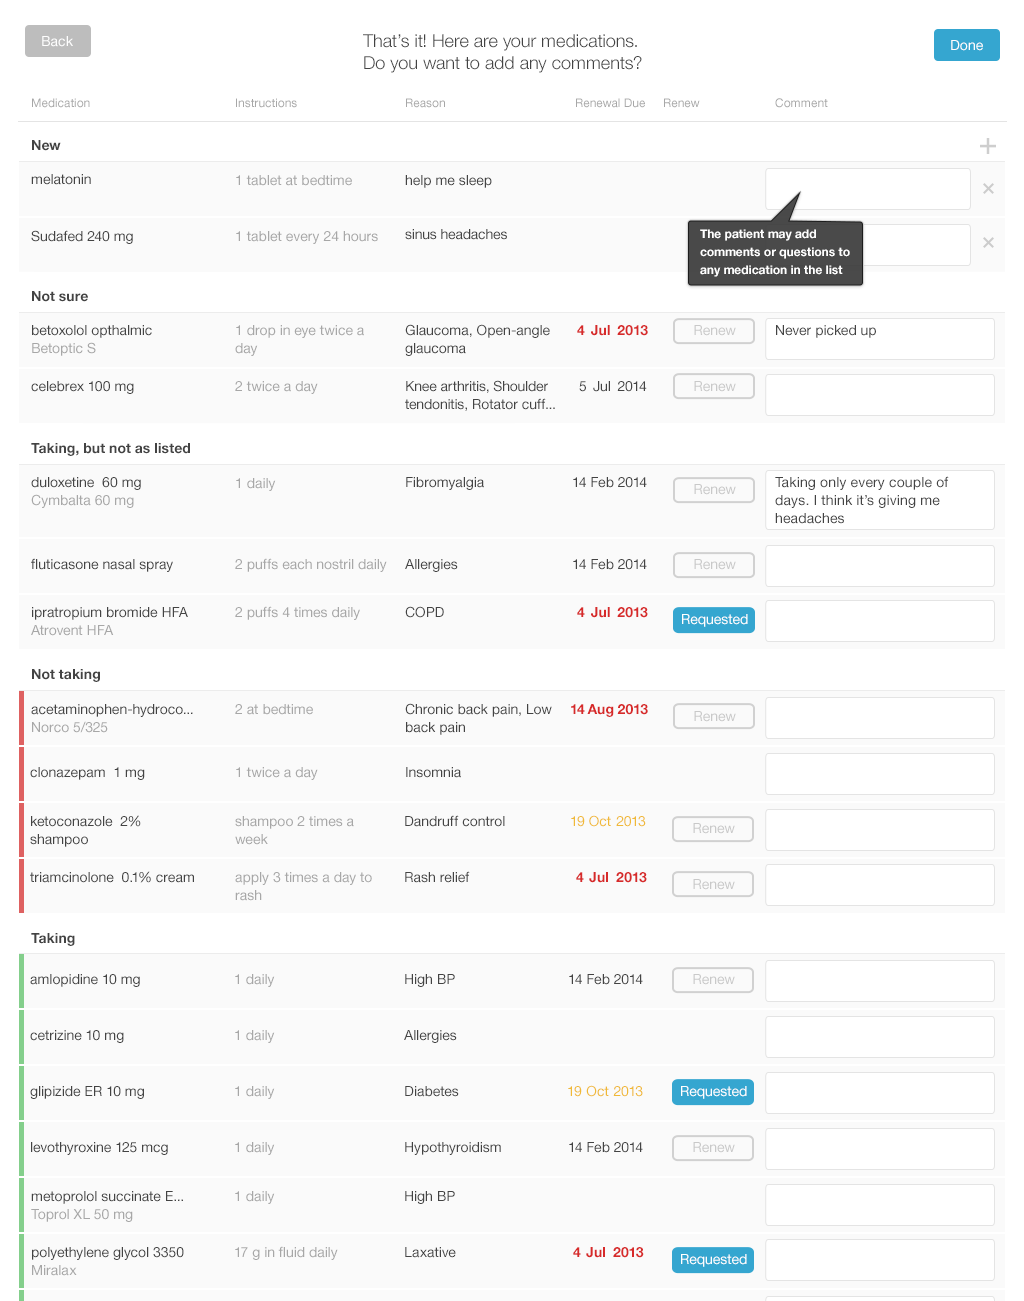 Back
That's it! Here are your medications.
Do you want to add any comments?
Done
Medication Instructions Reason Renewal Due Renew Comment
New
melatonin 1 tablet at bedtime help me sleep
Sudafed 240 mg 1 tablet every 24 hours sinus headaches
The patient may add
comments or questions to
any medication in the list
Not sure
betoxolol opthalmic 1 drop in eye twice a Glaucoma, Open-angle 4 Jul 2013 Renew Never picked up
Betoptic S day glaucoma
celebrex 100 mg 2 twice a day Knee arthritis, Shoulder 5 Jul 2014 Renew
tendonitis, Rotator cuff...
Taking, but not as listed
duloxetine 60 mg 1 daily Fibromyalgia 14 Feb 2014 Renew Taking only every couple of
Cymbalta 60 mg days. I think it's giving me
headaches
fluticasone nasal spray 2 puffs each nostril daily Allergies 14 Feb 2014 Renew
ipratropium bromide HFA 2 puffs 4 times daily COPD 4 Jul 2013 Requested
Atrovent HFA
Not taking
acetaminophen-hydroco... 2 at bedtime Chronic back pain, Low 14 Aug 2013 Renew
Norco 5/325 back pain
clonazepam 1 mg 1 twice a day Insomnia
ketoconazole 2% shampoo 2 times a Dandruff control 19 Oct 2013 Renew
shampoo week
triamcinolone 0.1% cream apply 3 times a day to Rash relief 4 Jul 2013 Renew
rash
Taking
amlopidine 10 mg 1 daily High BP 14 Feb 2014 Renew
cetrizine 10 mg 1 daily Allergies
glipizide ER 10 mg 1 daily Diabetes 19 Oct 2013 Requested
levothyroxine 125 mcg 1 daily Hypothyroidism 14 Feb 2014 Renew
metoprolol succinate E... 1 daily High BP
Toprol XL 50 mg
polyethylene glycol 3350 17 g in fluid daily Laxative 4 Jul 2013 Requested
Miralax